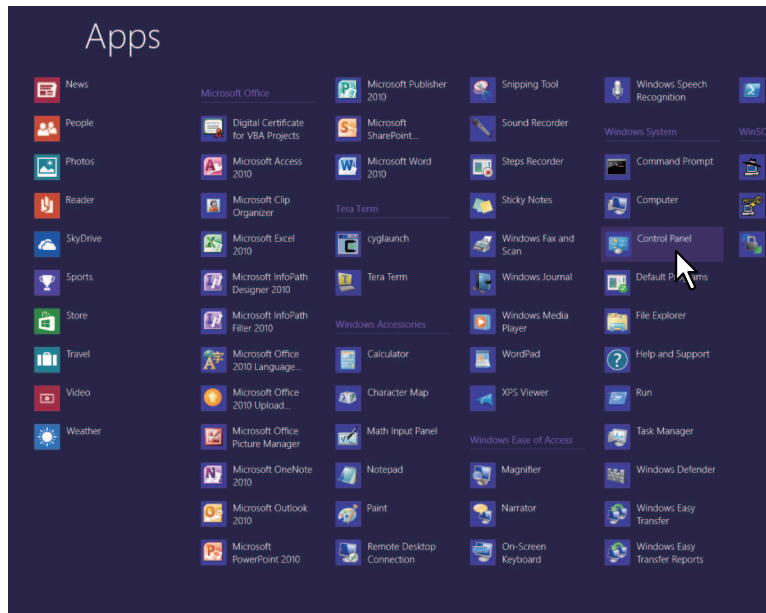 Apps
News
People
Photos
Reader
SkyDrive
Sports
Store
Travel
Video
Weather
Microsoft Office
Digital Certificate
for VBA Projects
Microsoft Access
2010
Microsoft Clip
Organizer
Microsoft Excel
2010
Microsoft InfoPath
Designer 2010
Microsoft InfoPath
Filler 2010
Microsoft Office
2010 Language...
Microsoft Office
2010 Upload...
Microsoft Office
Picture Manager
Microsoft OneNote
2010
Microsoft Outlook
2010
Microsoft
PowerPoint 2010
Microsoft Publisher
2010
Microsoft
SharePoint...
Microsoft Word
2010
Tera Term
cyglaunch
Tera Term
Windows Accessories
Calculator
Character Map
Math Input Panel
Notepad
Paint
Remote Desktop
Connection
Snipping Tool
Sound Recorder
Steps Recorder
Sticky Notes
Windows Fax and
Scan
Windows Journal
Windows Media
Player
WordPad
XPS Viewer
Windows Ease of Access
Magnifier
Narrator
On-Screen
Keyboard
Windows Speech
Recognition
Windows System
Command Prompt
Computer
Control Panel
Default
File Explorer
Help and Support
Run
Task Manager
Windows Defender
Windows Easy
Transfer
Windows Easy
Transfer Reports
WinSC